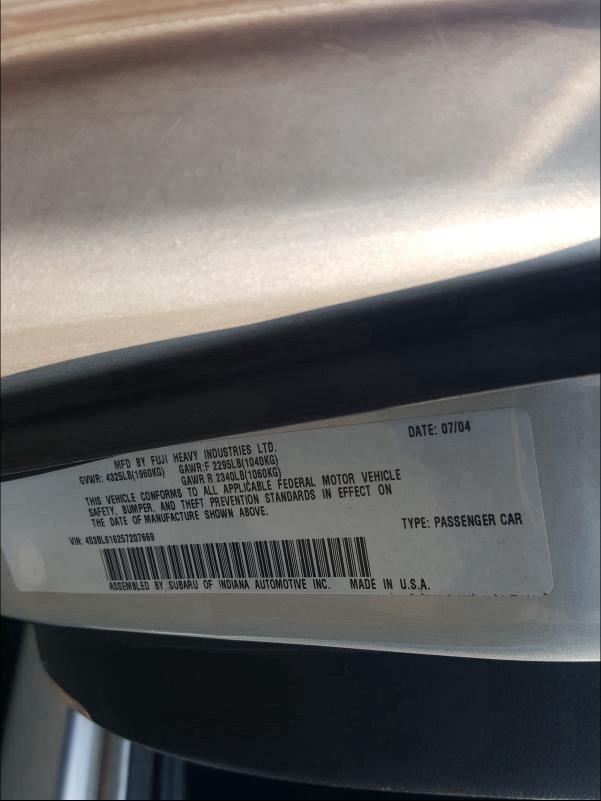 MFD BY FUJI HEAVY INDUSTRIES LTD. DATE: 07/04
GVWR: 4325LB(1960KG) GAWR:F 2295LB(1040KG)
GAWR R 2340LB(1060KG)
THIS VEHICLE CONFORMS TO ALL APPLICABLE FEDERAL MOTOR VEHICLE
SAFETY, BUMPER, AND THEFT PREVENTION STANDARDS IN EFFECT ON
THE DATE OF MANUFACTURE SHOWN ABOVE.
VIN: 4S3BL616257207669 TYPE: PASSENGER CAR
ASSEMBLED BY SUBARU OF INDIANA AUTOMOTIVE INC. MADE IN U.S.A.